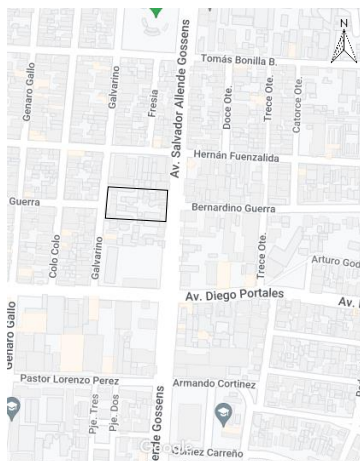 N
Tomás Bonilla B.
Genaro Gallo
Galvarino
Fresia
Av. Salvador Allende Gossens
Doce Ote.
Trece Ote.
Catorce Ote.
Hernán Fuenzalida
Guerra
Bernardino Guerra
Colo Colo
Galvarino
Trece Ote.
Arturo God
Av. Diego Portales
Av.
Genaro Gallo
Pastor Lorenzo Perez
Armando Cortinez
Pje. Tres
Pje. Dos
ende Gossens
Google
Gómez Carreño